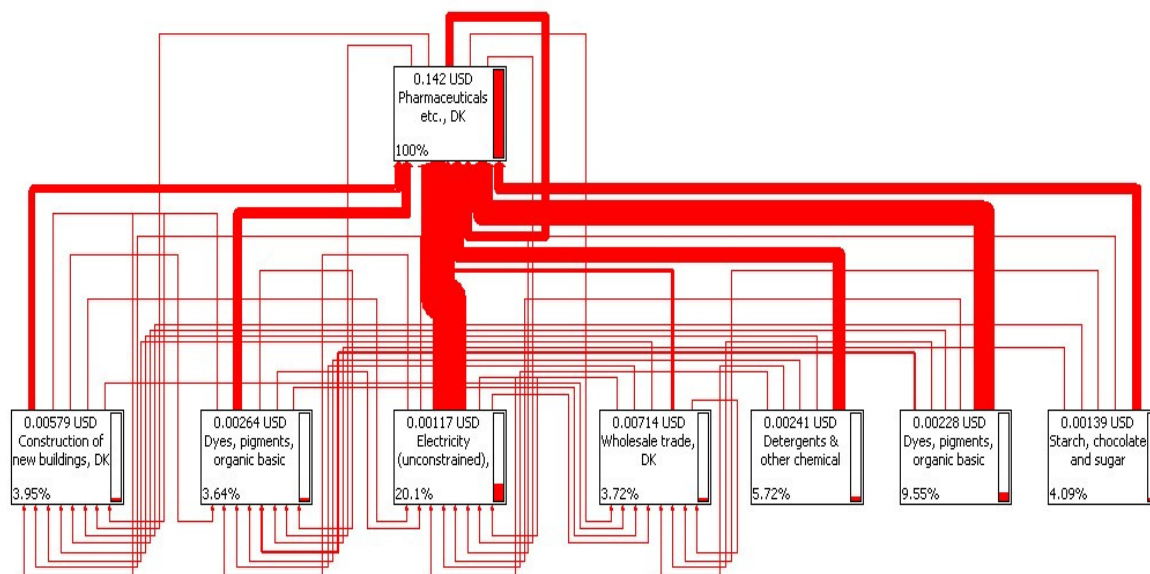 0.142 USD
Pharmaceuticals
etc., DK
100%
0.00579 USD
Construction of
new buildings, DK
3.95%
0.00264 USD
Dyes, pigments,
organic basic
3.64%
0.00117 USD
Electricity
(unconstrained),
20.1%
0.00714 USD
Wholesale trade,
DK
3.72%
0.00241 USD
Detergents &
other chemical
5.72%
0.00228 USD
Dyes, pigments,
organic basic
9.55%
0.00139 USD
Starch, chocolate
and sugar
4.09%